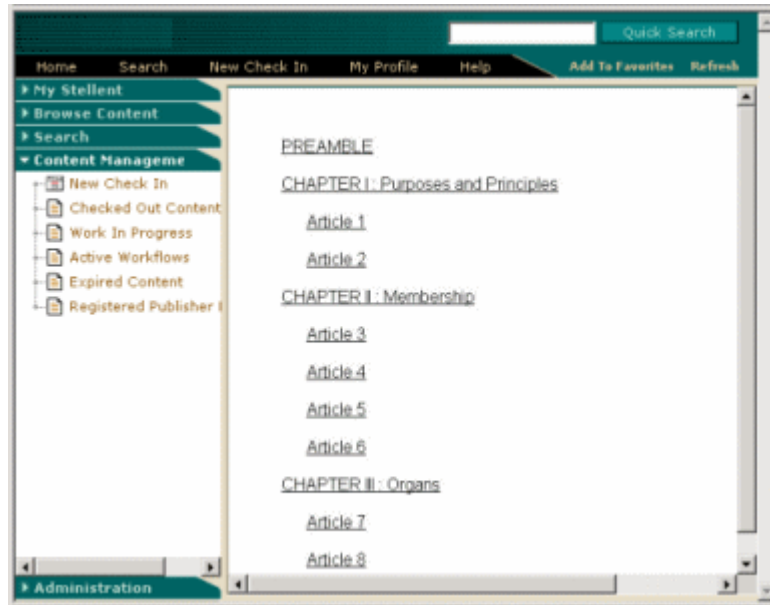 Quick Search
Home Search New Check In My Profile Help Add To Favorites Refresh
My Stellent
Browse Content
Search
Content Manageme
New Check In
Checked Out Content
Work In Progress
Active Workflows
Expired Content
Registered Publisher
Administration
PREAMBLE
CHAPTER I : Purposes and Principles
Article 1
Article 2
CHAPTER II : Membership
Article 3
Article 4
Article 5
Article 6
CHAPTER III : Organs
Article 7
Article 8